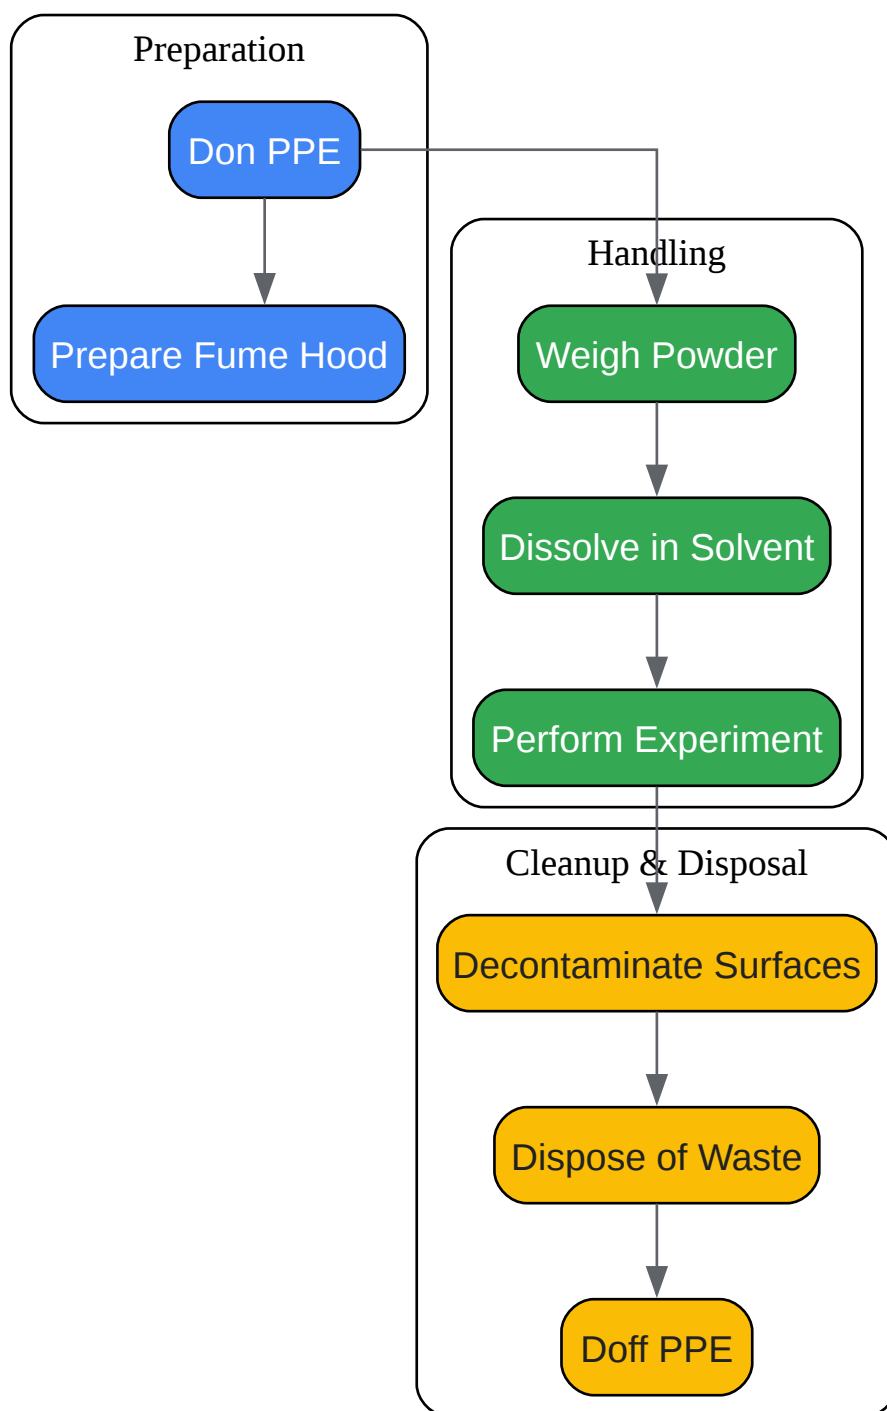 Preparation
Don PPE
Prepare Fume Hood
Handling
Weigh Powder
Dissolve in Solvent
Perform Experiment
Cleanup & Disposal
Decontaminate Surfaces
Dispose of Waste
Doff PPE